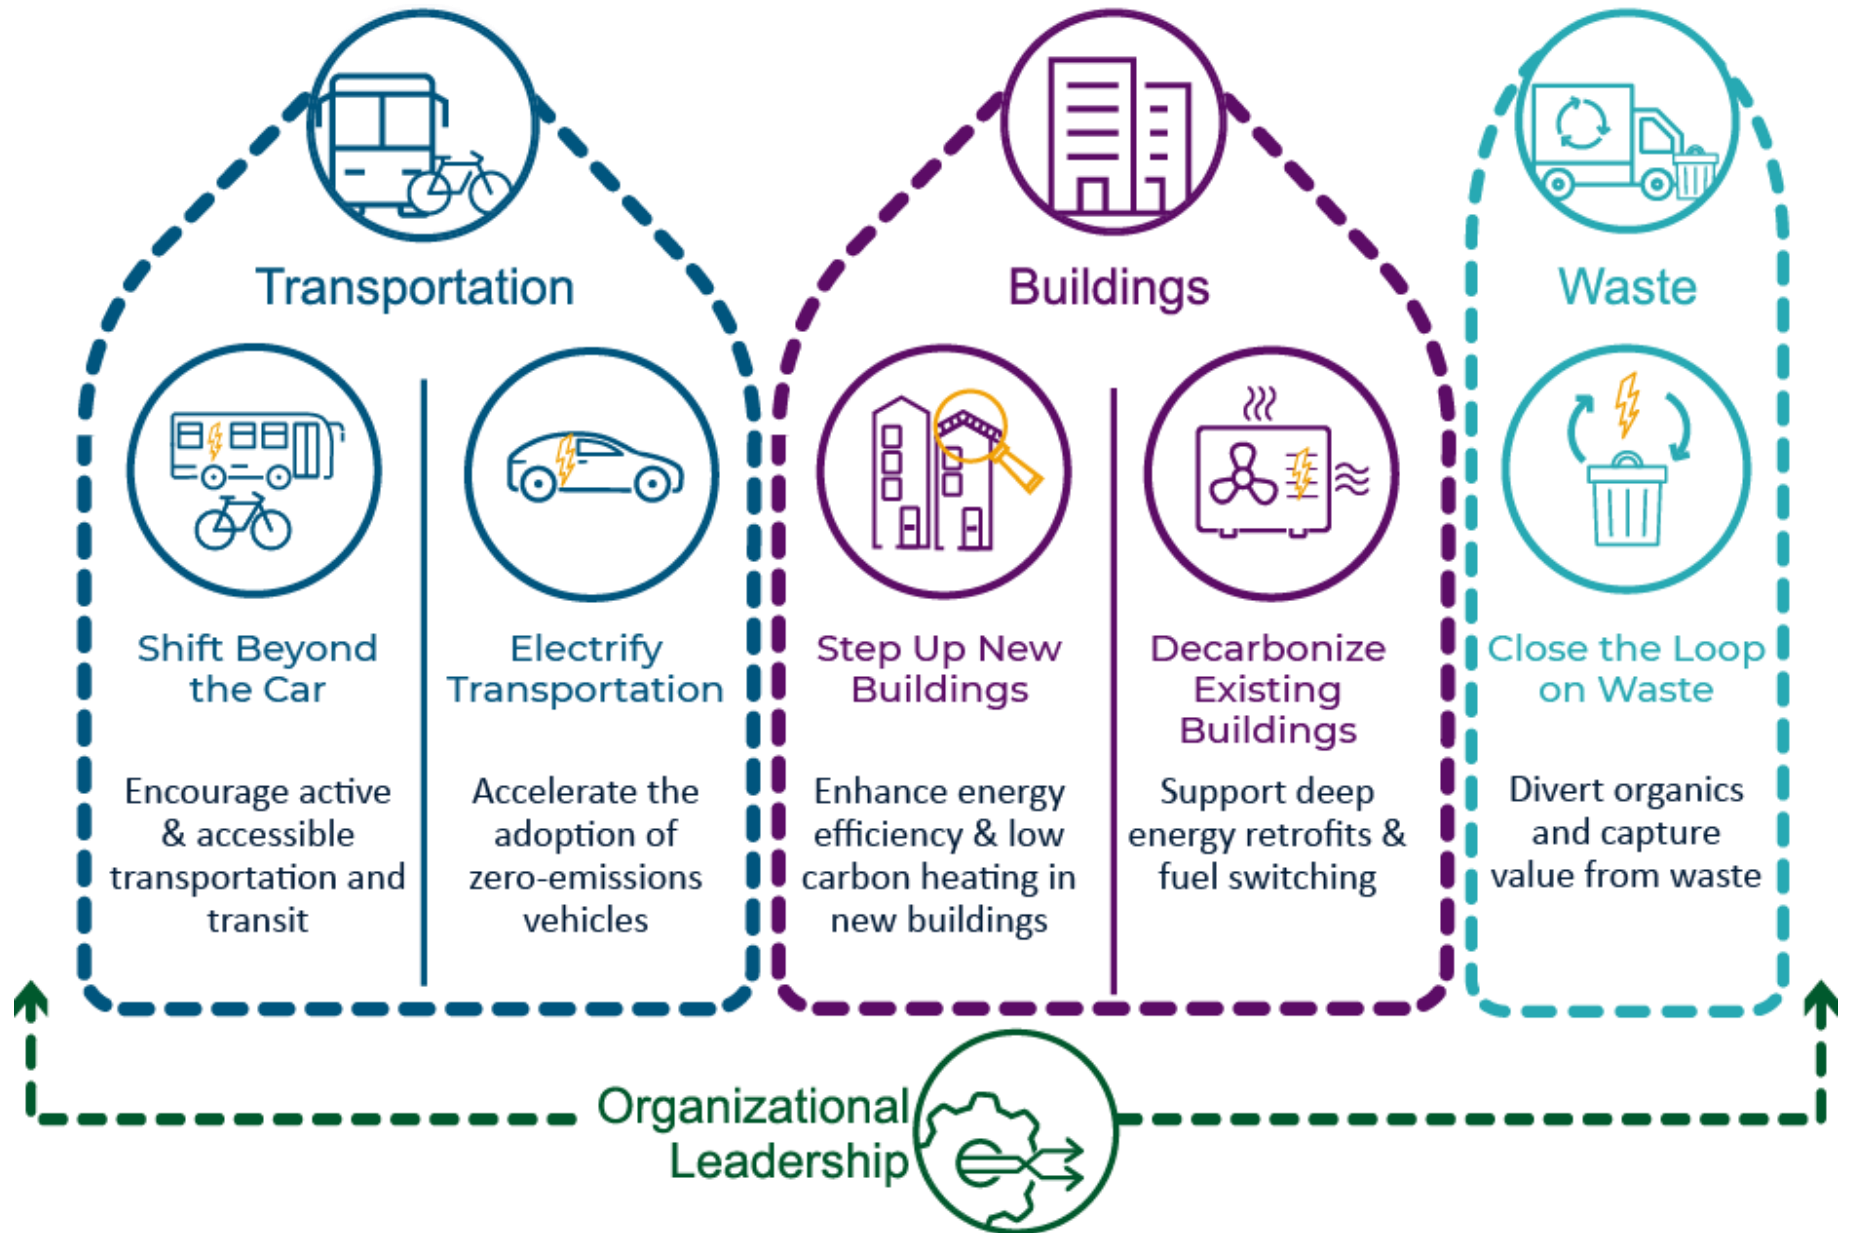 Transportation
Buildings
Waste
Shift Beyond
the Car
Electrify
Transportation
Step Up New
Buildings
Decarbonize
Existing
Buildings
Close the Loop
on Waste
Encourage active
& accessible
transportation and
transit
Accelerate the
adoption of
zero-emissions
vehicles
Enhance energy
efficiency & low
carbon heating in
new buildings
Support deep
energy retrofits &
fuel switching
Divert organics
and capture
value from waste
Organizational
Leadership